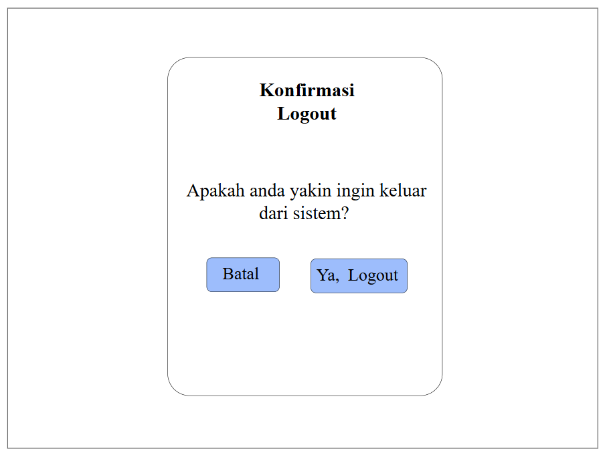 Konfirmasi
Logout
Apakah anda yakin ingin keluar
dari sistem?
Batal
Ya, Logout